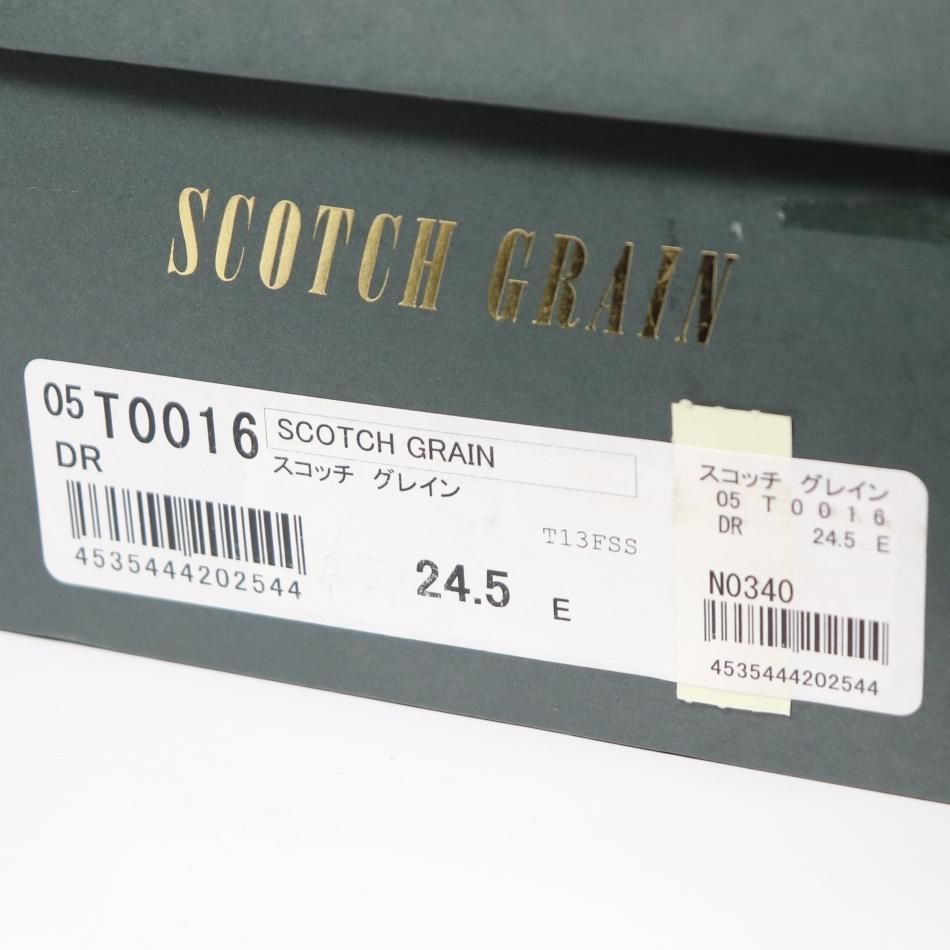 SCOTCH GRAIN
05 T0016 SCOTCH GRAIN
DR スコッチ グレイン
4535444202544
T13FSS
24.5 E
スコッチ グレイン
05 T0016
DR 24.5 E
N0340
4535444202544